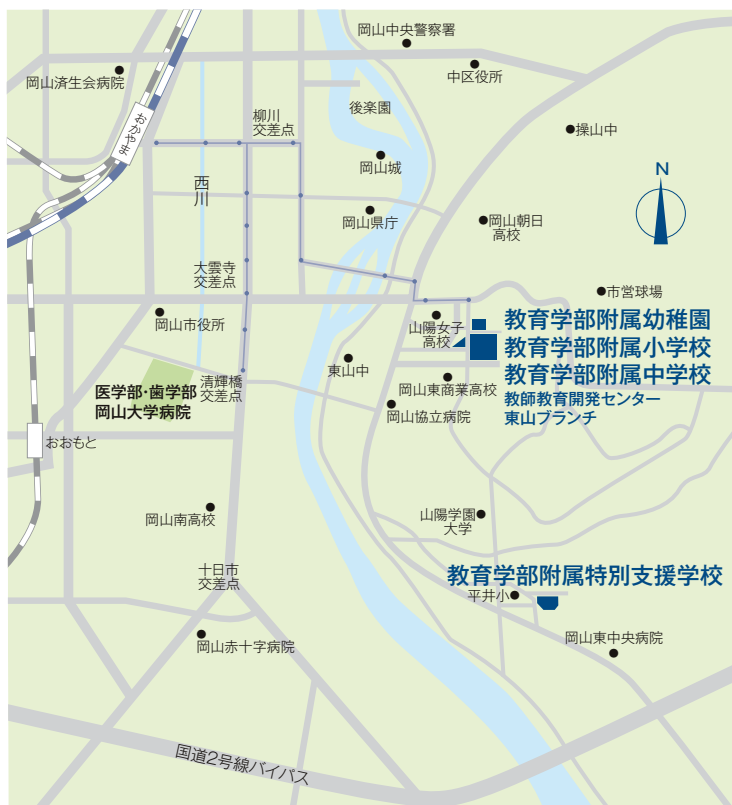 岡山中央警察署
岡山済生会病院
中区役所
おかやま
柳川
交差点
後楽園
操山中
岡山城
N
西川
岡山県庁
岡山朝日
高校
大雲寺
交差点
市営球場
岡山市役所
山陽女子
高校
教育学部附属幼稚園
教育学部附属小学校
教育学部附属中学校
教師教育開発センター
東山ブランチ
東山中
岡山東商業高校
清輝橋
交差点
医学部・歯学部
岡山大学病院
岡山協立病院
おおもと
岡山南高校
山陽学園
大学
十日市
交差点
教育学部附属特別支援学校
平井小
岡山赤十字病院
岡山東中央病院
国道2号線バイパス